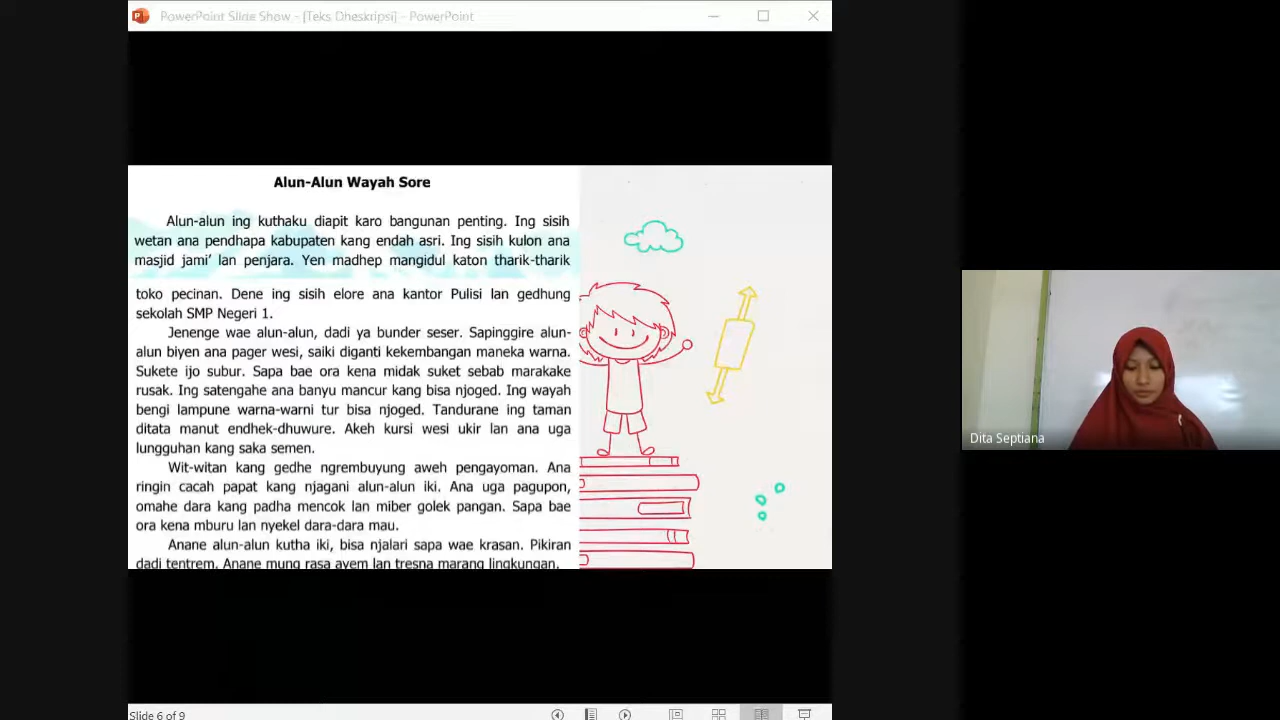 PowerPoint Slide Show - [Teks Dheskripsi] - PowerPoint
Alun-Alun Wayah Sore
Alun-alun ing kuthaku diapit karo bangunan penting. Ing sisih
wetan ana pendhapa kabupaten kang endah asri. Ing sisih kulon ana
masjid jami’ lan penjara. Yen madhep mangidul katon tharik-tharik
toko pecinan. Dene ing sisih elore ana kantor Pulisi lan gedhung
sekolah SMP Negeri 1.
Jenenge wae alun-alun, dadi ya bunder seser. Sapinggire alun-
alun biyen ana pager wesi, saiki diganti kekembangan maneka warna.
Sukete ijo subur. Sapa bae ora kena midak suket sebab marakake
rusak. Ing satengahe ana banyu mancur kang bisa njoged. Ing wayah
bengi lampune warna-warni tur bisa njoged. Tandurane ing taman
ditata manut endhek-dhuwure. Akeh kursi wesi ukir lan ana uga
lungguhan kang saka semen.
Wit-witan kang gedhe ngrembuyung aweh pengayoman. Ana
ringin cacah papat kang njagani alun-alun iki. Ana uga pagupon,
omahe dara kang padha mencok lan miber golek pangan. Sapa bae
ora kena mburu lan nyekel dara-dara mau.
Anane alun-alun kutha iki, bisa njalari sapa wae krasan. Pikiran
dadi tentrem. Anane mung rasa ayem lan tresna marang lingkungan.
Slide 6 of 9
Dita Septiana